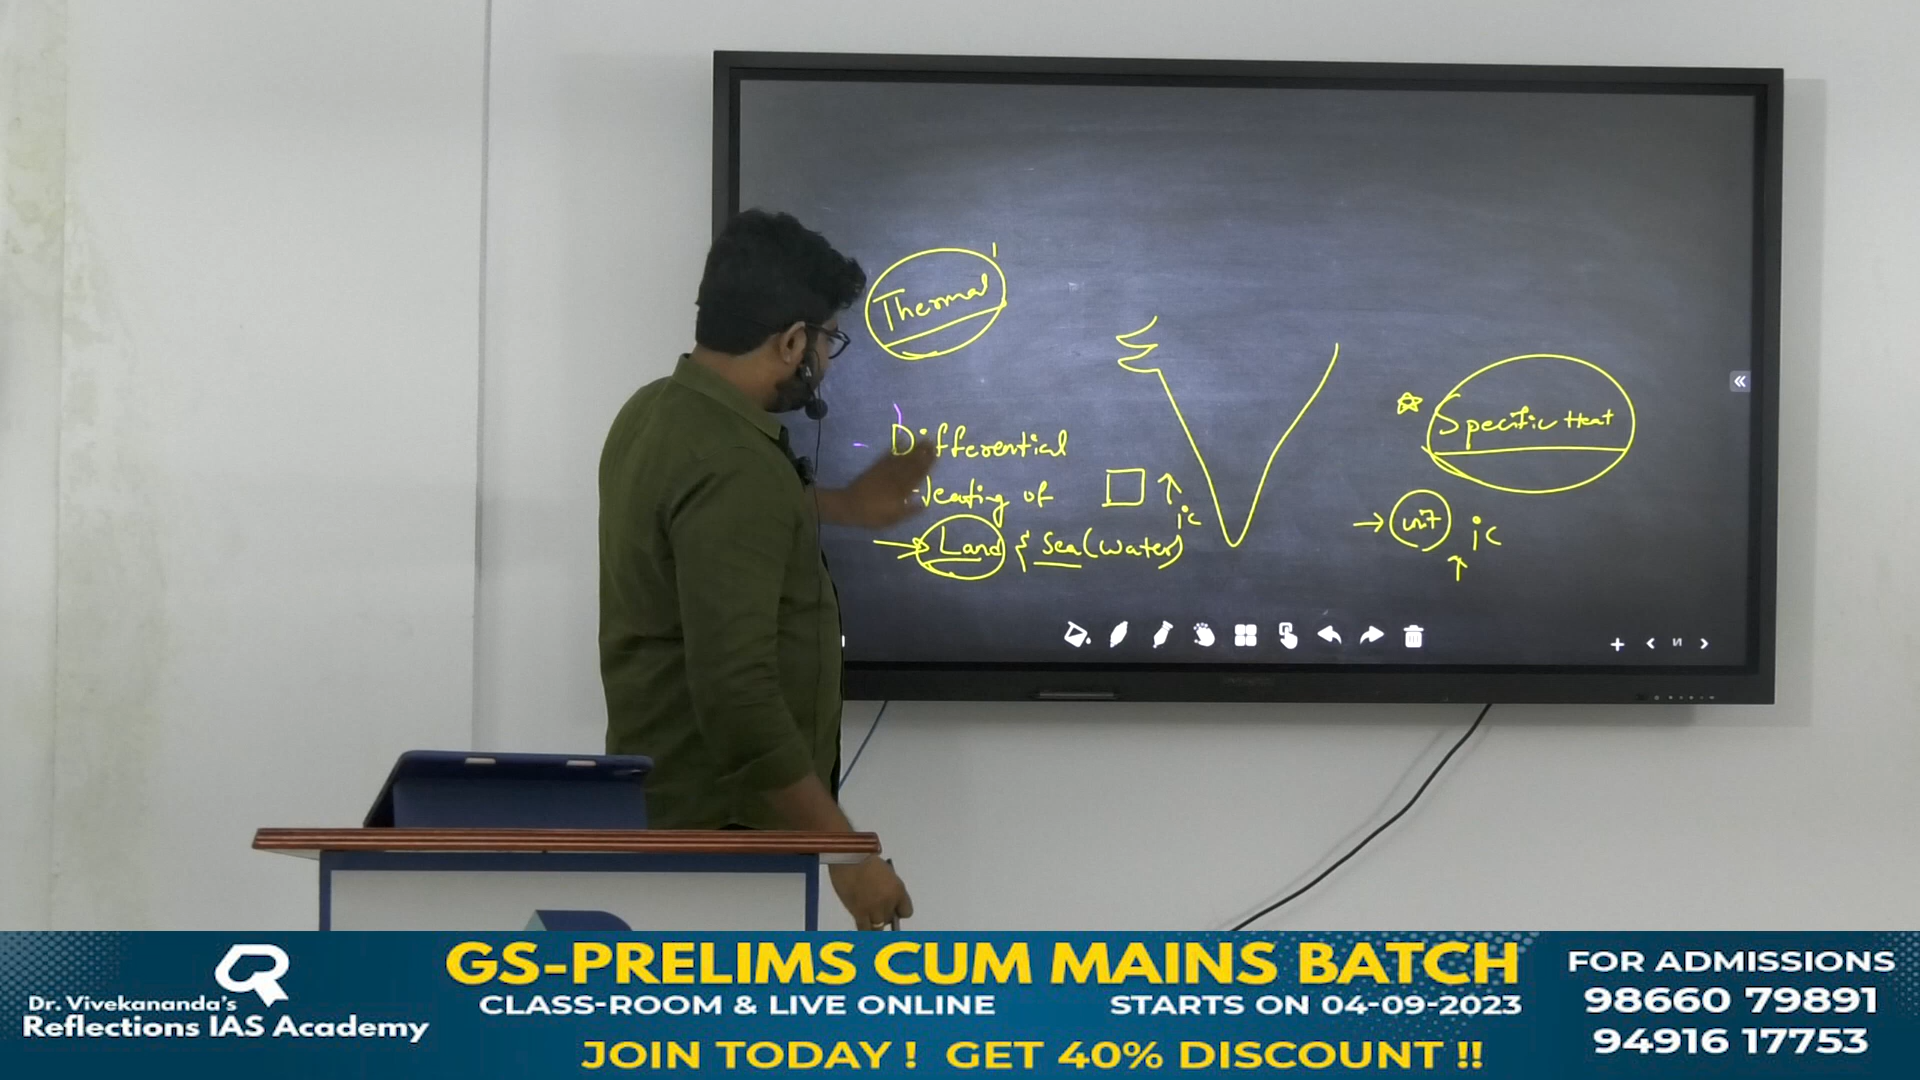 Thermal
Differential
Heating of
Land & Sea (Water)
1°C
Specific Heat
unit 1°C
Dr. Vivekananda's
Reflections IAS Academy
GS-PRELIMS CUM MAINS BATCH
CLASS-ROOM & LIVE ONLINE STARTS ON 04-09-2023
JOIN TODAY ! GET 40% DISCOUNT !!
FOR ADMISSIONS
98660 79891
94916 17753